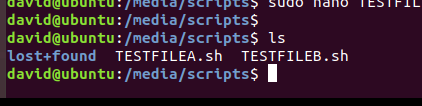 david@ubuntu:/media/scripts$ sudo nano TESTFIL
david@ubuntu:/media/scripts$
david@ubuntu:/media/scripts$ ls
lost+found  TESTFILEA.sh  TESTFILEB.sh
david@ubuntu:/media/scripts$